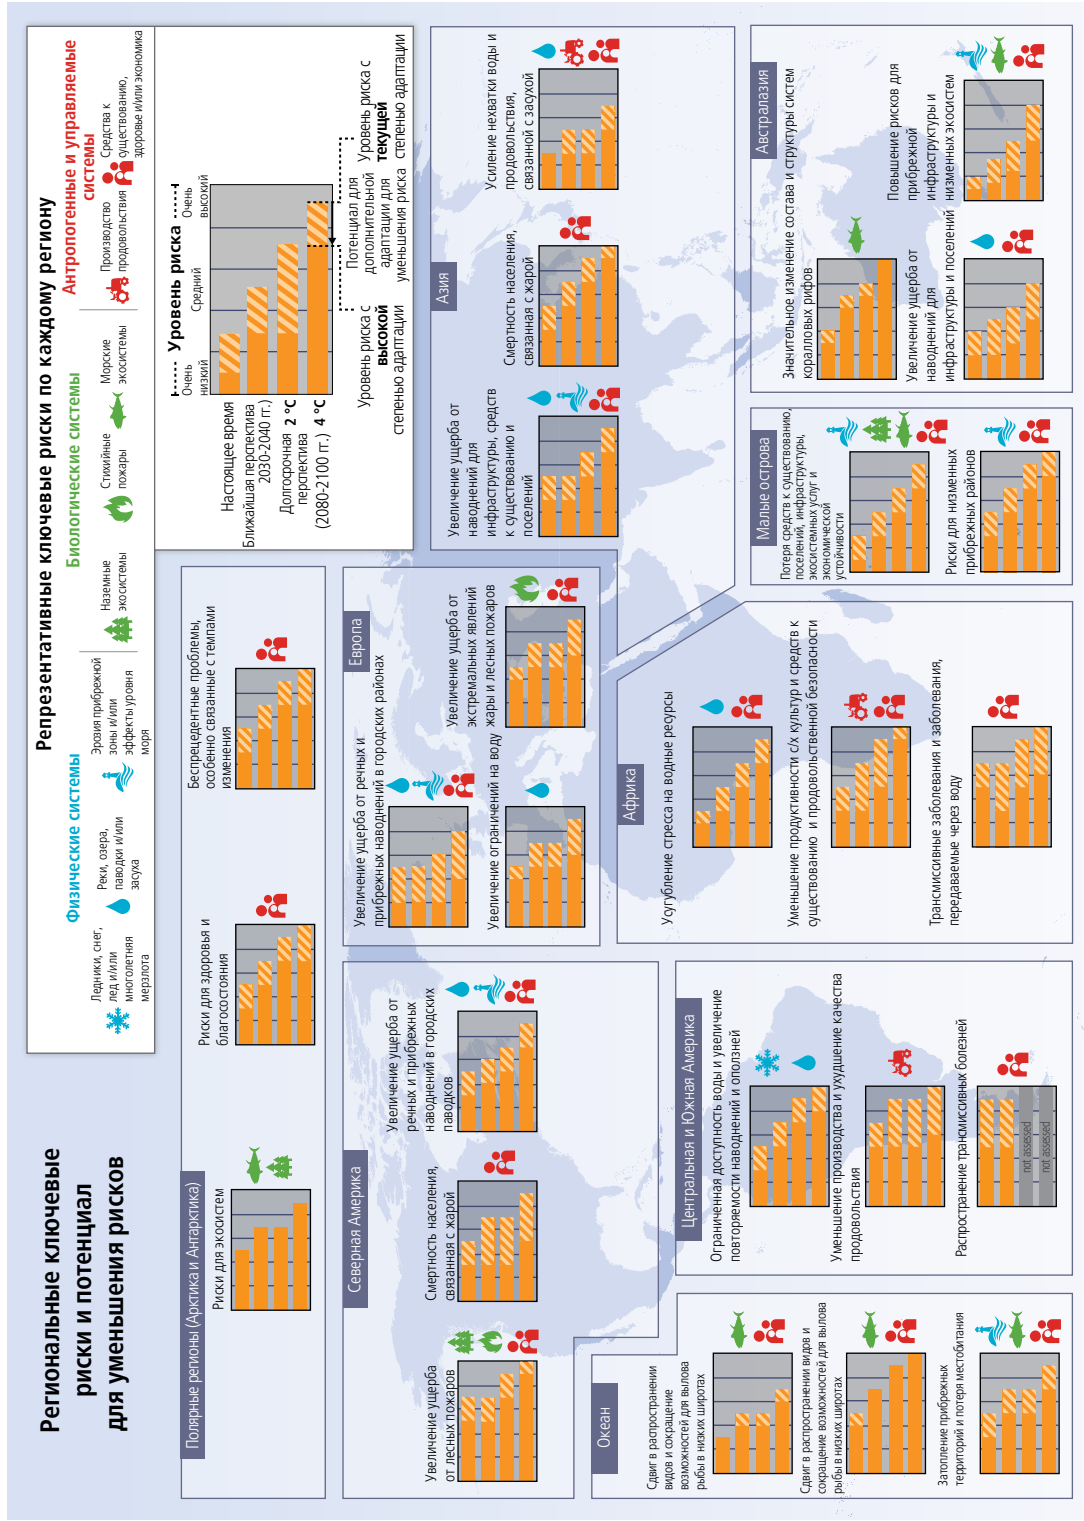 Региональные ключевые
риски и потенциал
для уменьшения рисков
Репрезентативные ключевые риски по каждому региону
Физические системы
Ледники, снег,
лед и/или
многолетняя
мерзлота
Реки, озера,
паводки и/или
засуха
Эрозия прибрежной
зоны и/или
эффекты уровня
моря
Биологические системы
Наземные
экосистемы
Стихийные
пожары
Морские
экосистемы
Антропогенные и управляемые
системы
Производство
продовольствия
Средства к
существованию,
здоровье и/или экономика
Уровень риска
Очень
низкий
Средний
Очень
высокий
Настоящее время
Ближайшая перспектива
2030-2040 гг.)
Долгосрочная
перспектива
(2080-2100 гг.)
2 °C
4 °C
Уровень риска с
высокой
степенью адаптации
Потенциал для
дополнительной
адаптации для
уменьшения риска
Уровень риска с
текущей
степенью адаптации
Полярные регионы (Арктика и Антарктика)
Риски для экосистем
Риски для здоровья и
благосостояния
Беспрецедентные проблемы,
особенно связанные с темпами
изменения
Северная Америка
Увеличение ущерба
от лесных пожаров
Смертность населения,
связанная с жарой
Увеличение ущерба от
речных и прибрежных
наводнений в городских
паводков
Европа
Увеличение ущерба от речных и
прибрежных наводнений в городских районах
Увеличение ограничений на воду
Увеличение ущерба от
экстремальных явлений
жары и лесных пожаров
Азия
Увеличение ущерба от
наводнений для
инфраструктуры, средств
к существованию и
поселений
Смертность населения,
связанная с жарой
Усиление нехватки воды и
продовольствия,
связанной с засухой
Океан
Сдвиг в распространении
видов и сокращение
возможностей для вылова
рыбы в низких широтах
Сдвиг в распространении видов и
сокращение возможностей для вылова
рыбы в низких широтах
Затопление прибрежных
территорий и потеря местобитания
Центральная и Южная Америка
Ограниченная доступность воды и увеличение
повторяемости наводнений и оползней
Уменьшение производства и ухудшение качества
продовольствия
Распространение трансмиссивных болезней
not assessed
not assessed
Африка
Усугубление стресса на водные ресурсы
Уменьшение продуктивности с/х культур и средств к
существованию и продовольственной безопасности
Трансмиссивные заболевания и заболевания,
передаваемые через воду
Малые острова
Потеря средств к существованию,
поселений, инфраструктуры,
экосистемных услуг и
экономической
устойчивости
Риски для низменных
прибрежных районов
Австралазия
Значительное изменение состава и структуры систем
коралловых рифов
Увеличение ущерба от
наводнений для
инфраструктуры и поселений
Повышение рисков для
прибрежной
инфраструктуры и
низменных экосистем